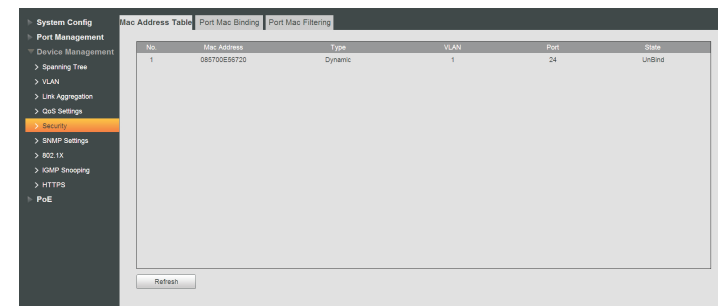 System Config
Port Management
Device Management
Spanning Tree
VLAN
Link Aggregation
QoS Settings
Security
SNMP Settings
802.1X
IGMP Snooping
HTTPS
PoE
Mac Address Table Port Mac Binding Port Mac Filtering
No. Mac Address Type VLAN Port State
1 085700E56720 Dynamic 1 24 UnBind
Refresh